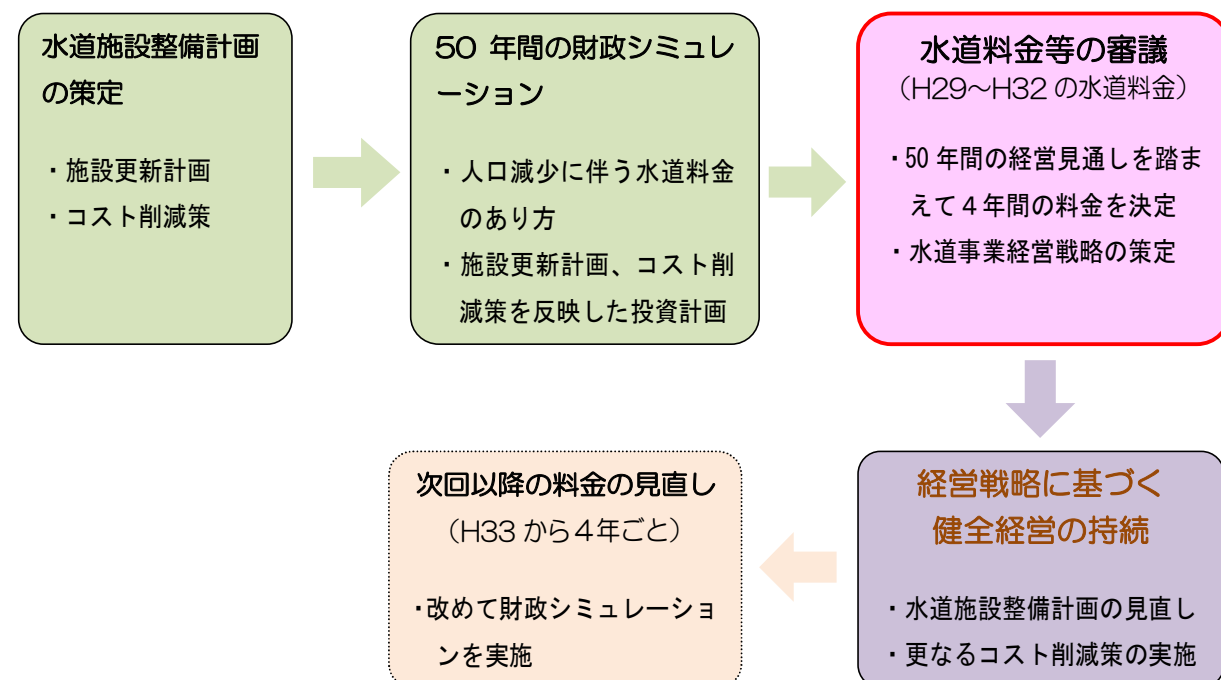 水道施設整備計画
の策定
・施設更新計画
・コスト削減策
50 年間の財政シミュレ
ーション
・人口減少に伴う水道料金
のあり方
・施設更新計画、コスト削
減策を反映した投資計画
水道料金等の審議
（H29～H32 の水道料金）
・50 年間の経営見通しを踏ま
えて４年間の料金を決定
・水道事業経営戦略の策定
経営戦略に基づく
健全経営の持続
・水道施設整備計画の見直し
・更なるコスト削減策の実施
次回以降の料金の見直し
（H33 から４年ごと）
・改めて財政シミュレーショ
ンを実施